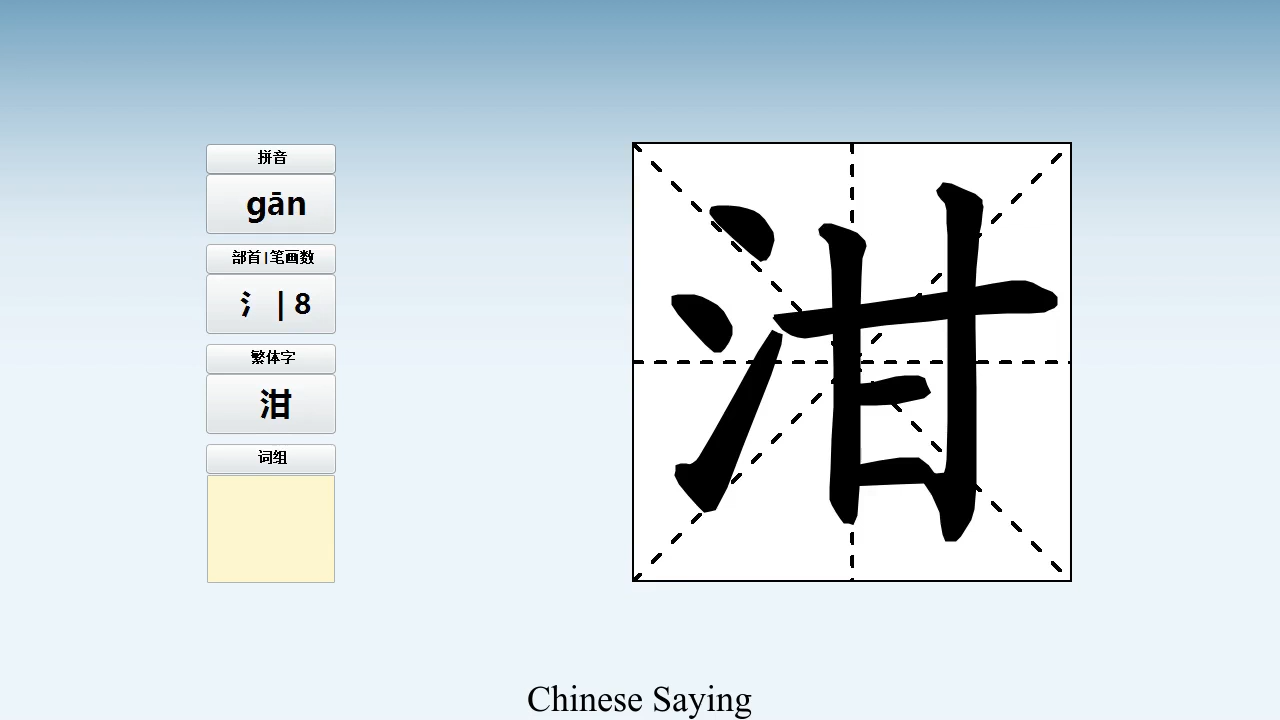 拼音
gān
部首|笔画数
氵 | 8
繁体字
泔
词组
泔
Chinese Saying